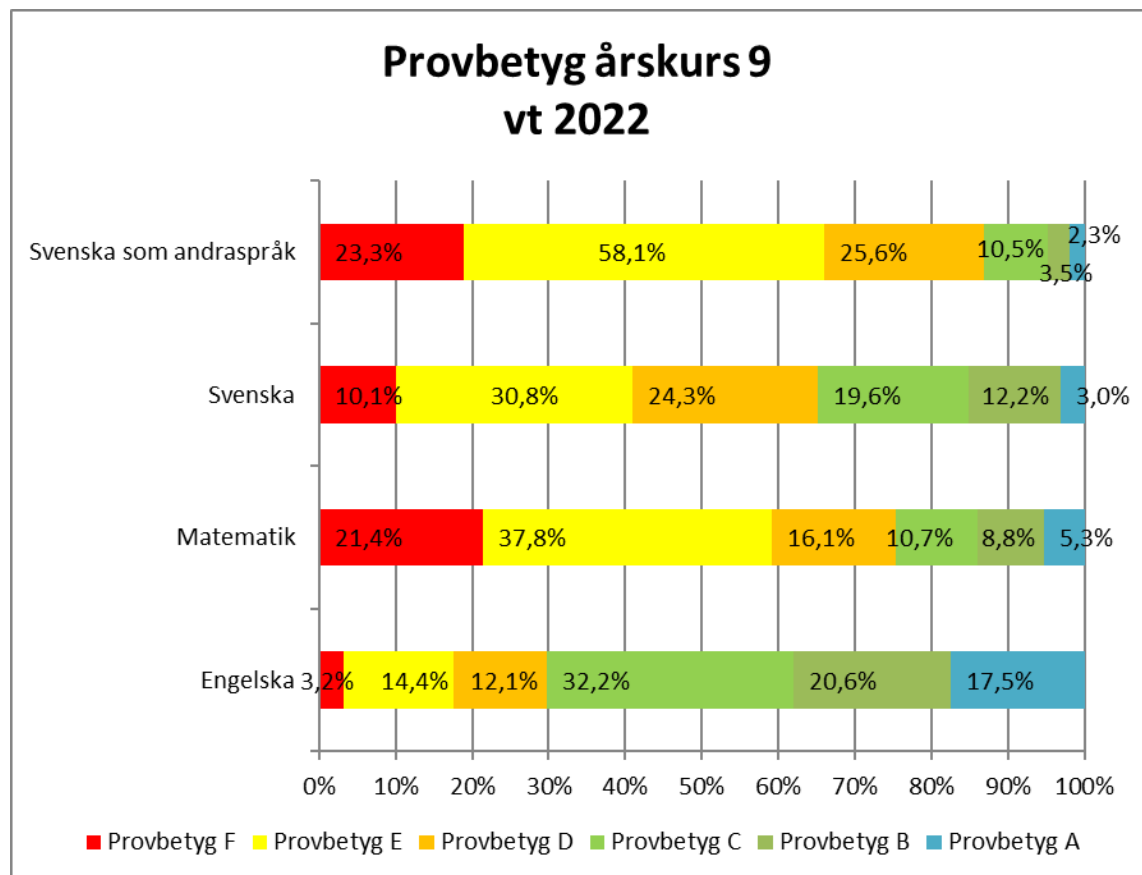 Provbetyg årskurs 9
vt 2022
Svenska som andraspråk
23,3% 58,1% 25,6% 10,5% 3,5% 2,3%
Svenska
10,1% 30,8% 24,3% 19,6% 12,2% 3,0%
Matematik
21,4% 37,8% 16,1% 10,7% 8,8% 5,3%
Engelska
3,2% 14,4% 12,1% 32,2% 20,6% 17,5%
0% 10% 20% 30% 40% 50% 60% 70% 80% 90% 100%
Provbetyg F Provbetyg E Provbetyg D Provbetyg C Provbetyg B Provbetyg A